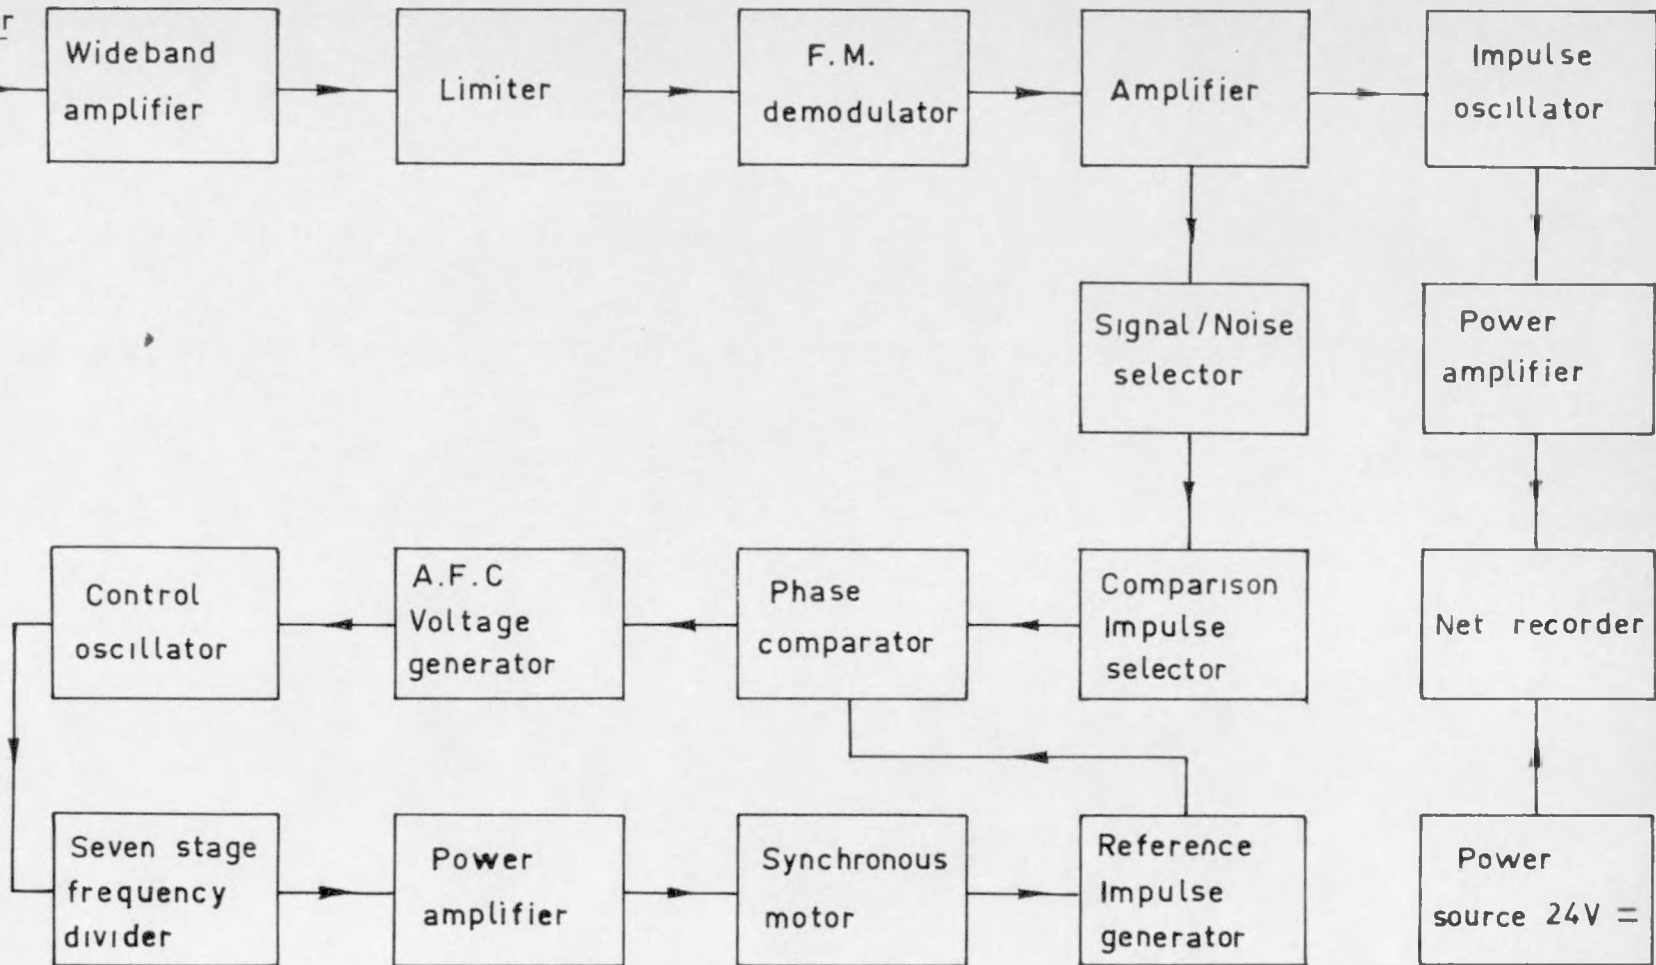 Wideband
amplifier
Limiter
F.M.
demodulator
Amplifier
Impulse
oscillator
Signal/Noise
selector
Power
amplifier
Control
oscillator
A.F.C
Voltage
generator
Phase
comparator
Comparison
Impulse
selector
Net recorder
Seven stage
frequency
divider
Power
amplifier
Synchronous
motor
Reference
Impulse
generator
Power
source 24V =